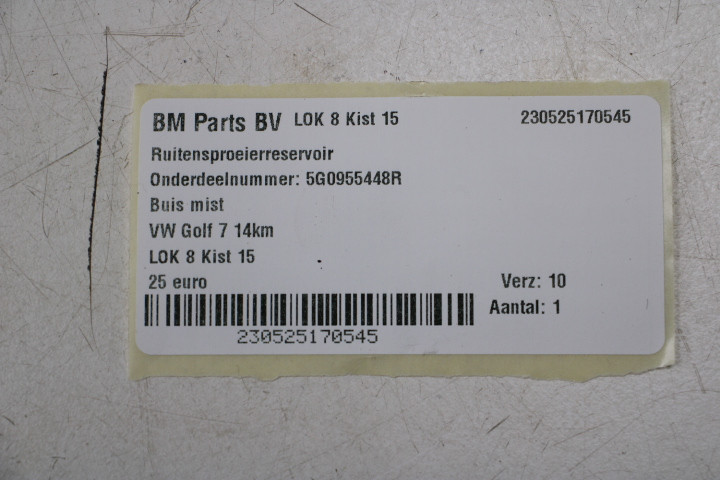 BM Parts BV LOK 8 Kist 15 230525170545
Ruitensproeierreservoir
Onderdeelnummer: 5G0955448R
Buis mist
VW Golf 7 14km
LOK 8 Kist 15
25 euro Verz: 10
Aantal: 1
230525170545